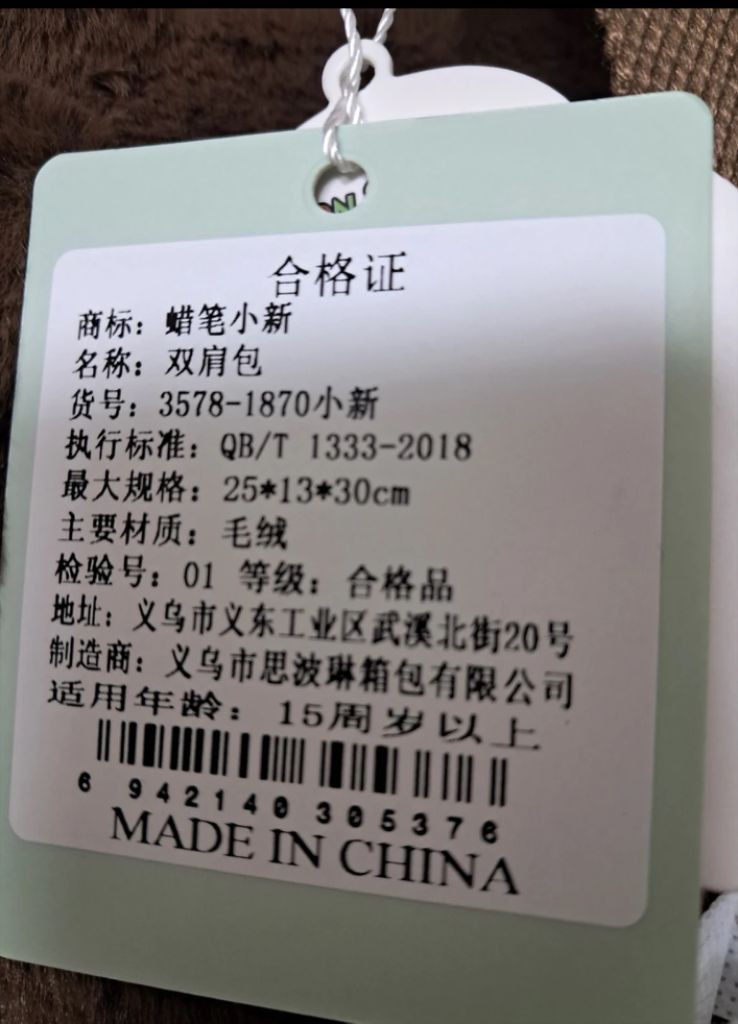 合格证
商标：蜡笔小新
名称：双肩包
货号：3578-1870小新
执行标准：QB/T 1333-2018
最大规格：25*13*30cm
主要材质：毛绒
检验号：01 等级：合格品
地址：义乌市义东工业区武溪北街20号
制造商：义乌市思波琳箱包有限公司
适用年龄：15周岁以上
6 942140 305376
MADE IN CHINA